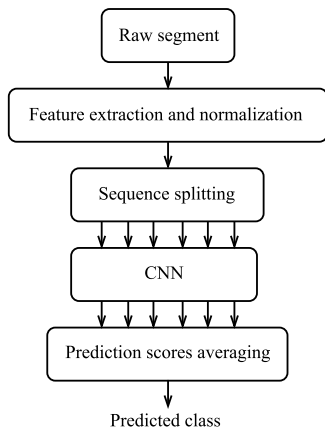 Raw segment
Feature extraction and normalization
Sequence splitting
CNN
Prediction scores averaging
Predicted class